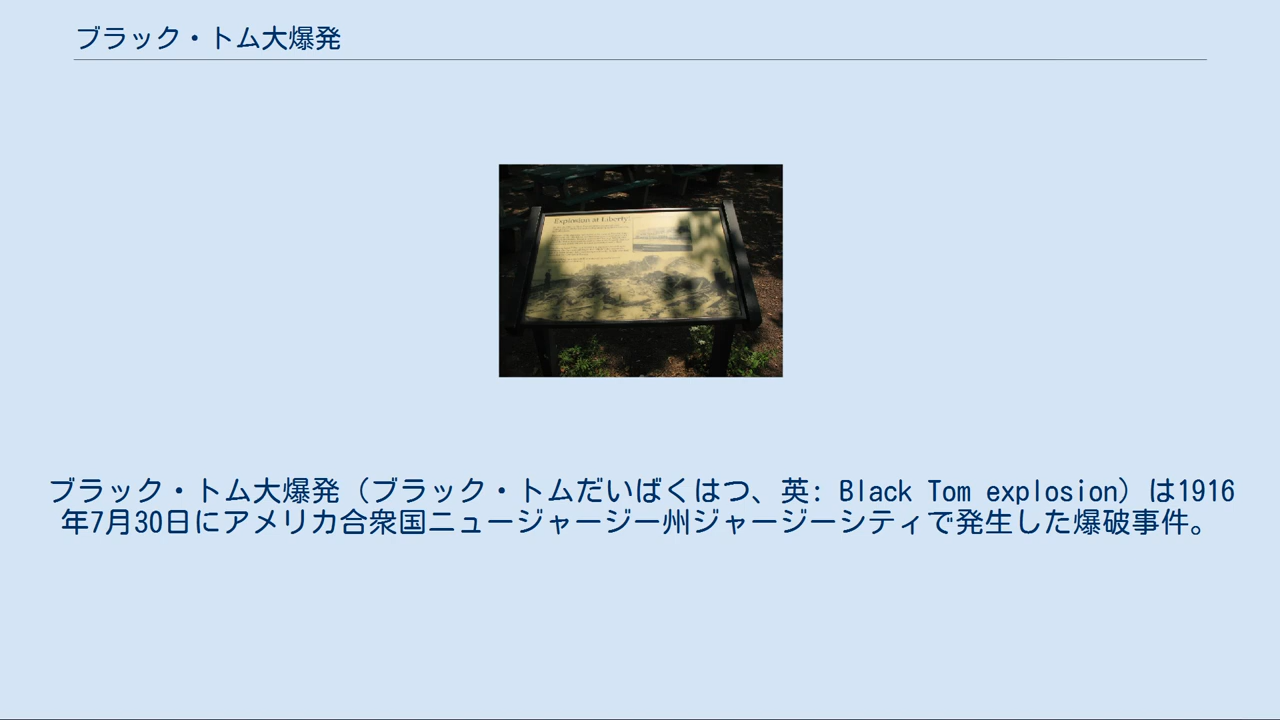 ブラック・トム大爆発
Explosion at Liberty!
ブラック・トム大爆発（ブラック・トムだいばくはつ、英: Black Tom explosion）は1916
年7月30日にアメリカ合衆国ニュージャージー州ジャージーシティで発生した爆破事件。